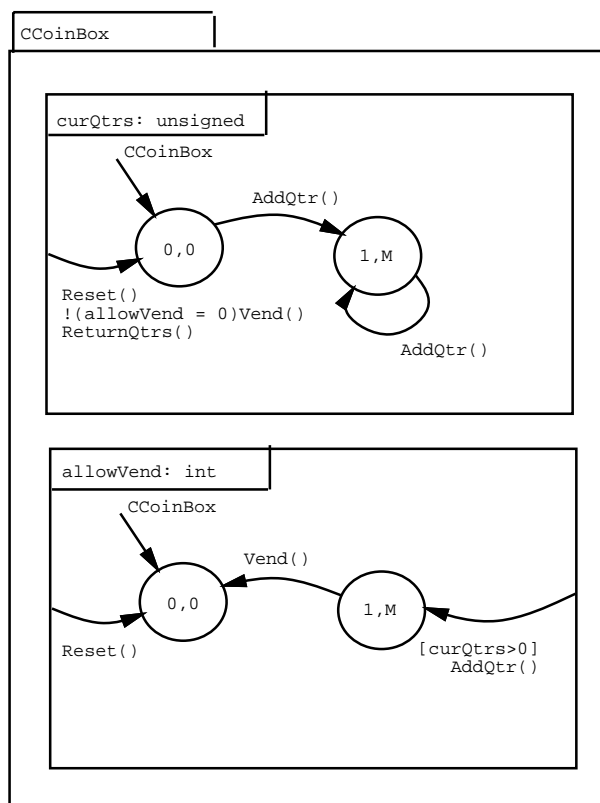 CCoinBox
curQtrs: unsigned
CCoinBox
AddQtr()
0,0
1,M
Reset()
!(allowVend = 0)Vend()
ReturnQtrs()
AddQtr()
allowVend: int
CCoinBox
Vend()
0,0
1,M
Reset()
[curQtrs>0]
AddQtr()